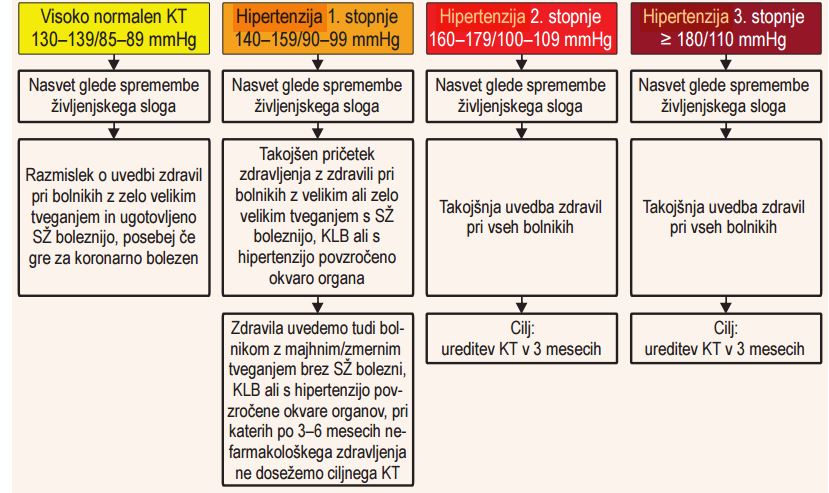 Visoko normalen KT
130–139/85–89 mmHg
Nasvet glede spremembe
življenjskega sloga
Razmislek o uvedbi zdravil
pri bolnikih z zelo velikim
tveganjem in ugotovljeno
SŽ boleznijo, posebej če
gre za koronarno bolezen
Hipertenzija 1. stopnje
140–159/90–99 mmHg
Nasvet glede spremembe
življenjskega sloga
Takojšen pričetek
zdravljenja z zdravili pri
bolnikih z velikim ali zelo
velikim tveganjem s SŽ
boleznijo, KLB ali s
hipertenzijo povzročeno
okvaro organa
Zdravila uvedemo tudi bol-
nikom z majhnim/zmernim
tveganjem brez SŽ bolezni,
KLB ali s hipertenzijo pov-
zročene okvare organov, pri
katerih po 3–6 mesecih ne-
farmakološkega zdravljenja
ne dosežemo ciljnega KT
Hipertenzija 2. stopnje
160–179/100–109 mmHg
Nasvet glede spremembe
življenjskega sloga
Takojšnja uvedba zdravil
pri vseh bolnikih
Cilj:
ureditev KT v 3 mesecih
Hipertenzija 3. stopnje
≥ 180/110 mmHg
Nasvet glede spremembe
življenjskega sloga
Takojšnja uvedba zdravil
pri vseh bolnikih
Cilj:
ureditev KT v 3 mesecih